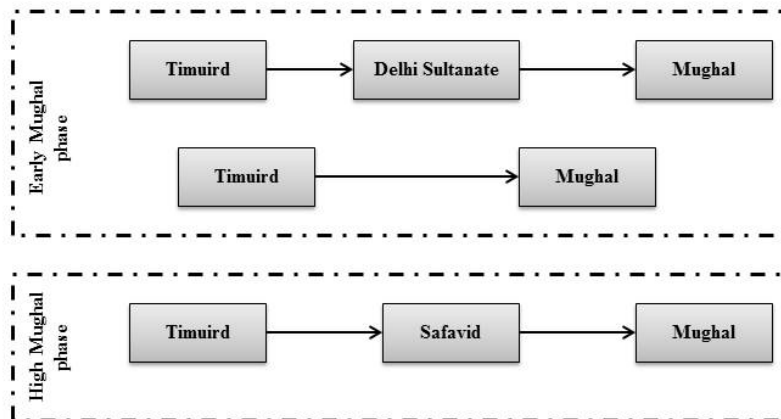 Early Mughal
phase
Timuird
Delhi Sultanate
Mughal
Timuird
Mughal
High Mughal
phase
Timuird
Safavid
Mughal